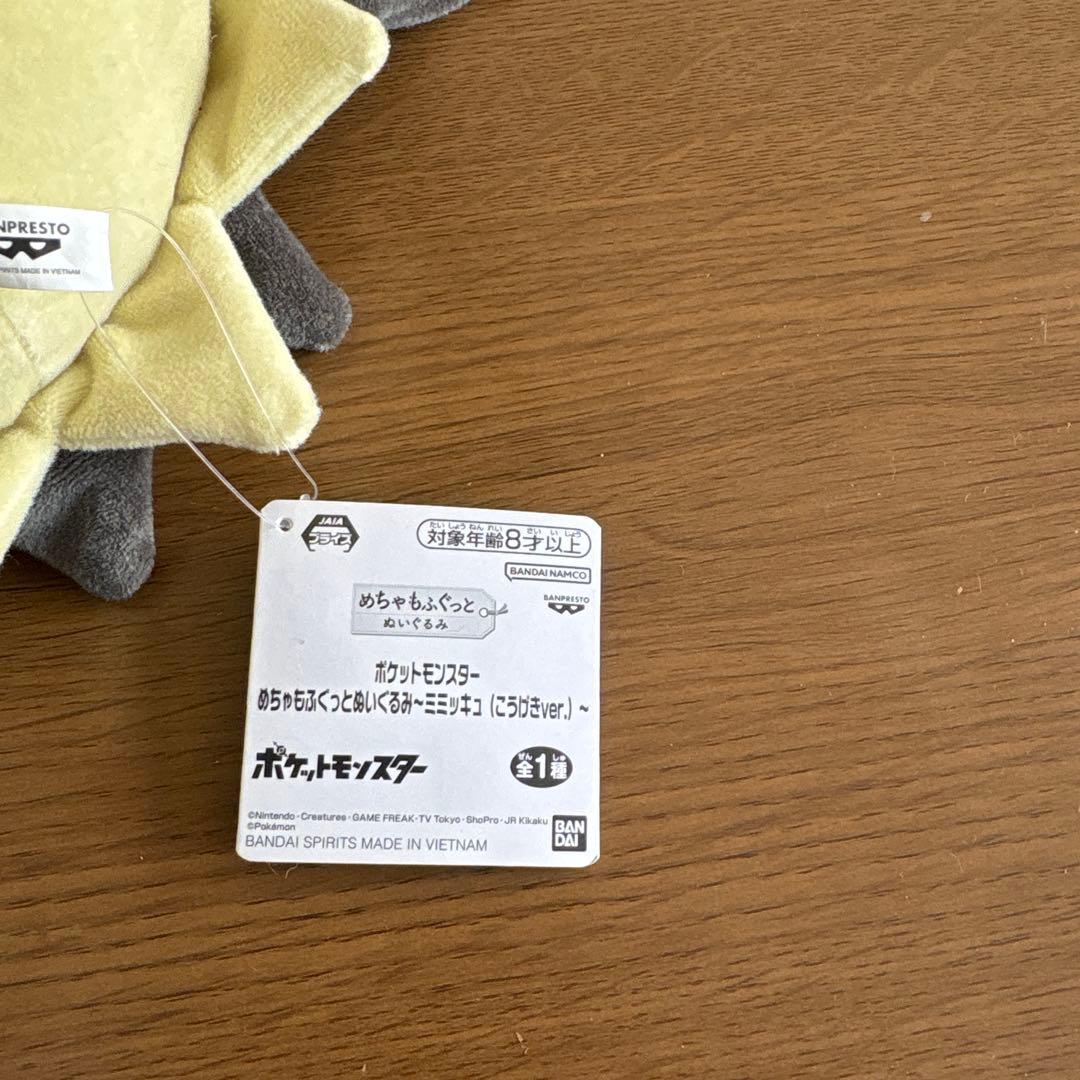 NPRESTO
SPIRITS MADE IN VIETNAM
JAIA
プライズ
たいしょうねんれい さいいじょう
対象年齢8才以上
BANDAI NAMCO
BANPRESTO
めちゃもふぐっと
ぬいぐるみ
ポケットモンスター
めちゃもふぐっとぬいぐるみ～ミミッキュ（こうげきver.）～
ポケットモンスター
ぜん しゅ
全1種
©Nintendo・Creatures・GAME FREAK・TV Tokyo・ShoPro・JR Kikaku
©Pokémon
BANDAI SPIRITS MADE IN VIETNAM
BAN
DAI